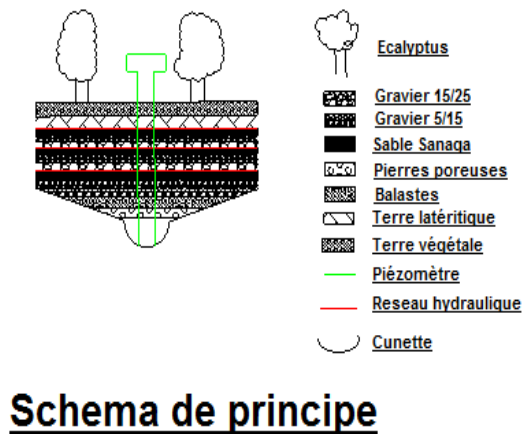 Ecalyptus
Gravier 15/25
Gravier 5/15
Sable Sanaga
Pierres poreuses
Balastes
Terre latéritique
Terre végétale
Piézomètre
Reseau hydraulique
Cunette
Schema de principe